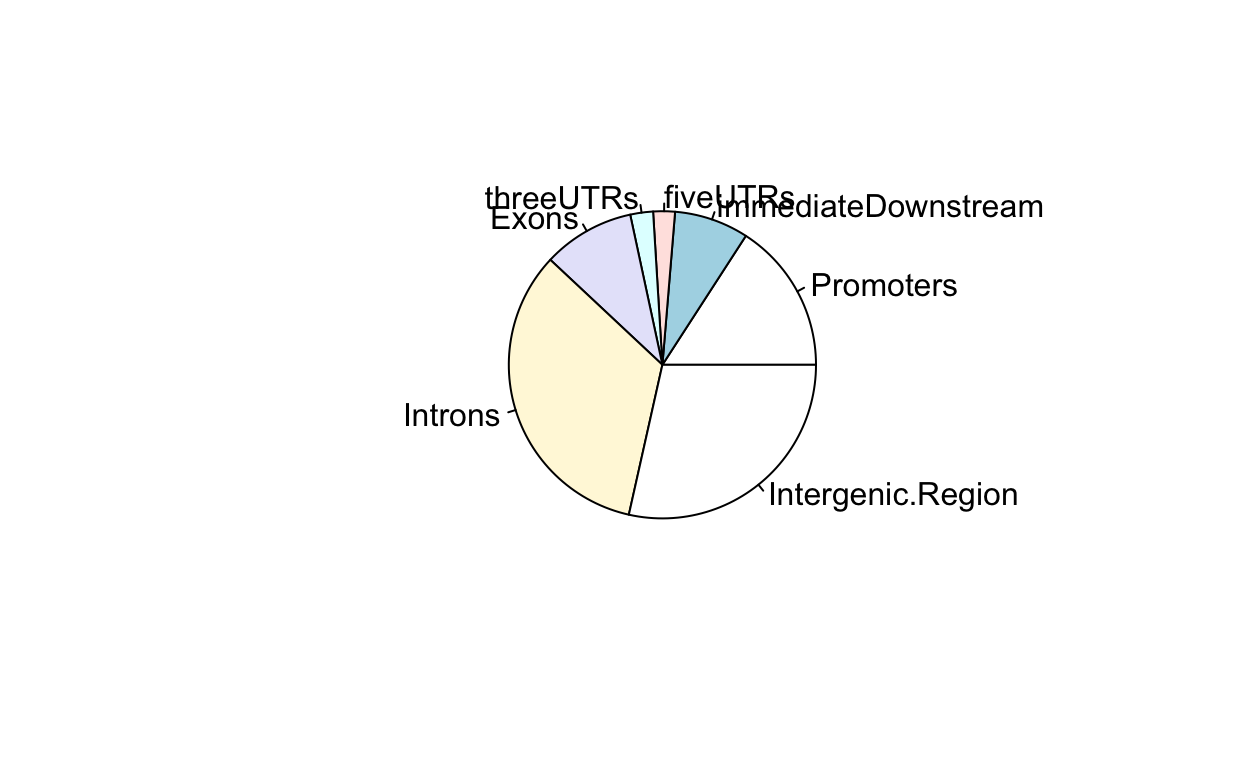 threeUTRs
fiveUTRs
immediateDownstream
Exons
Promoters
Introns
Intergenic.Region